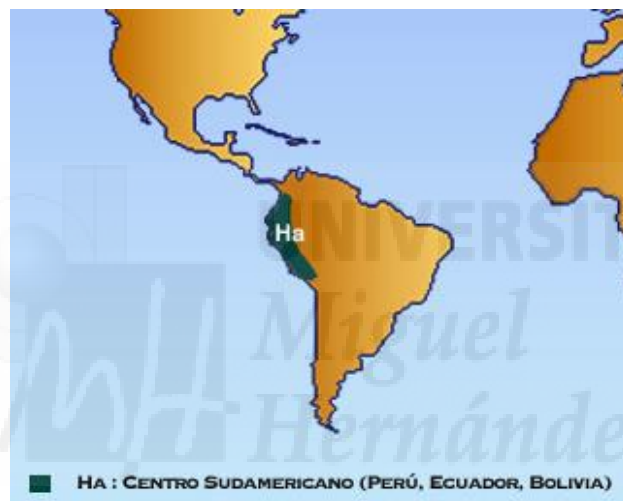 Ha
UNIVERSIT
Miguel
Hernánde
HA : CENTRO SUDAMERICANO (PERÚ, ECUADOR, BOLIVIA)